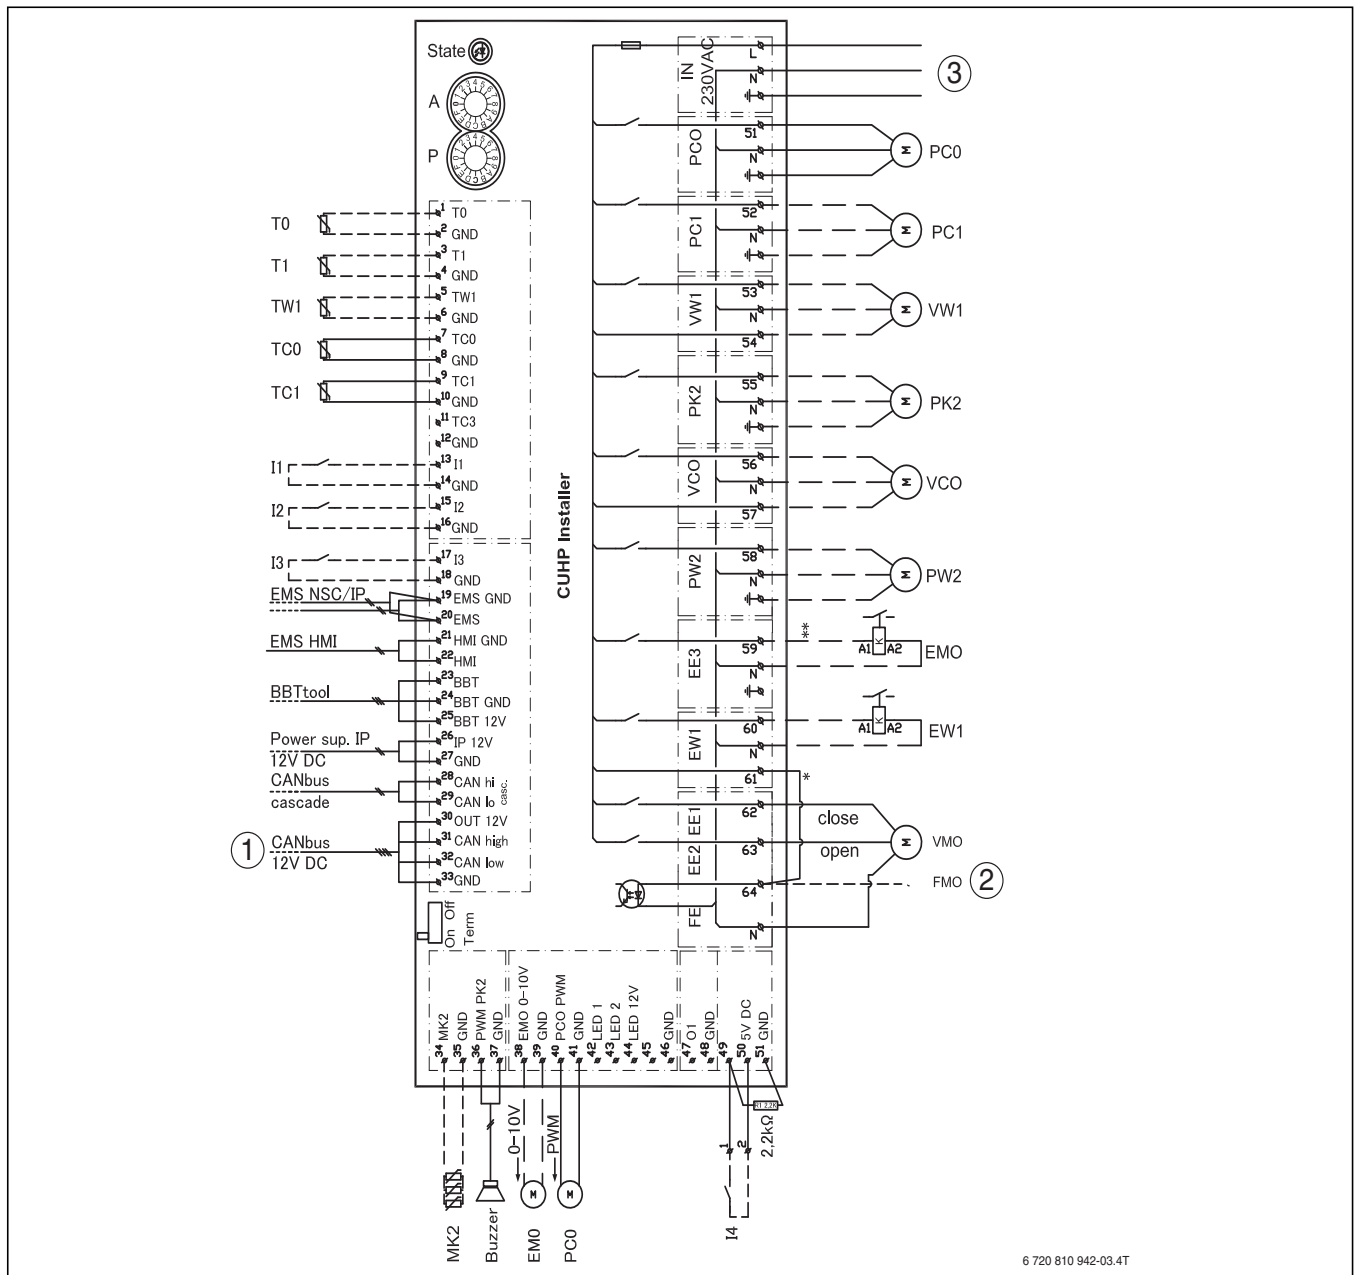 State
A
P
T0
1 T0
2 GND
T1
3 T1
4 GND
TW1
5 TW1
6 GND
TC0
7 TC0
8 GND
TC1
9 TC1
10 GND
11 TC3
12 GND
I1
13 I1
14 GND
I2
15 I2
16 GND
I3
17 I3
18 GND
EMS NSC/IP
19 EMS GND
20 EMS
EMS HMI
21 HMI GND
22 HMI
BBTtool
23 BBT
24 BBT GND
25 BBT 12V
Power sup. IP
12V DC
26 IP 12V
27 GND
CANbus
cascade
28 CAN hi
29 CAN lo
casc.
1
CANbus
12V DC
30 OUT 12V
31 CAN high
32 CAN low
33 GND
On Off
Term
CUHP Installer
IN
230VAC
L
N
3
PCO
51
N
PC0
PC1
52
N
PC1
VW1
53
N
54
VW1
PK2
55
N
PK2
VCO
56
N
57
VCO
PW2
58
N
PW2
EE3
59
N
**
A1 K A2
EMO
EW1
60
N
61
A1 K A2
EW1
*
EE1
62
close
EE2
63
open
M
VMO
64
FMO
2
FE
N
34 MK2
35 GND
36 PWM PK2
37 GND
38 EMO 0-10V
39 GND
40 PCO PWM
41 GND
42 LED 1
43 LED 2
44 LED 12V
45
46 GND
47 O1
48 GND
49
50 5V DC
51 GND
R1 2,2K
2,2kΩ
1
2
I4
0-10V
PWM
MK2
Buzzer
M
EM0
M
PC0
6 720 810 942-03.4T